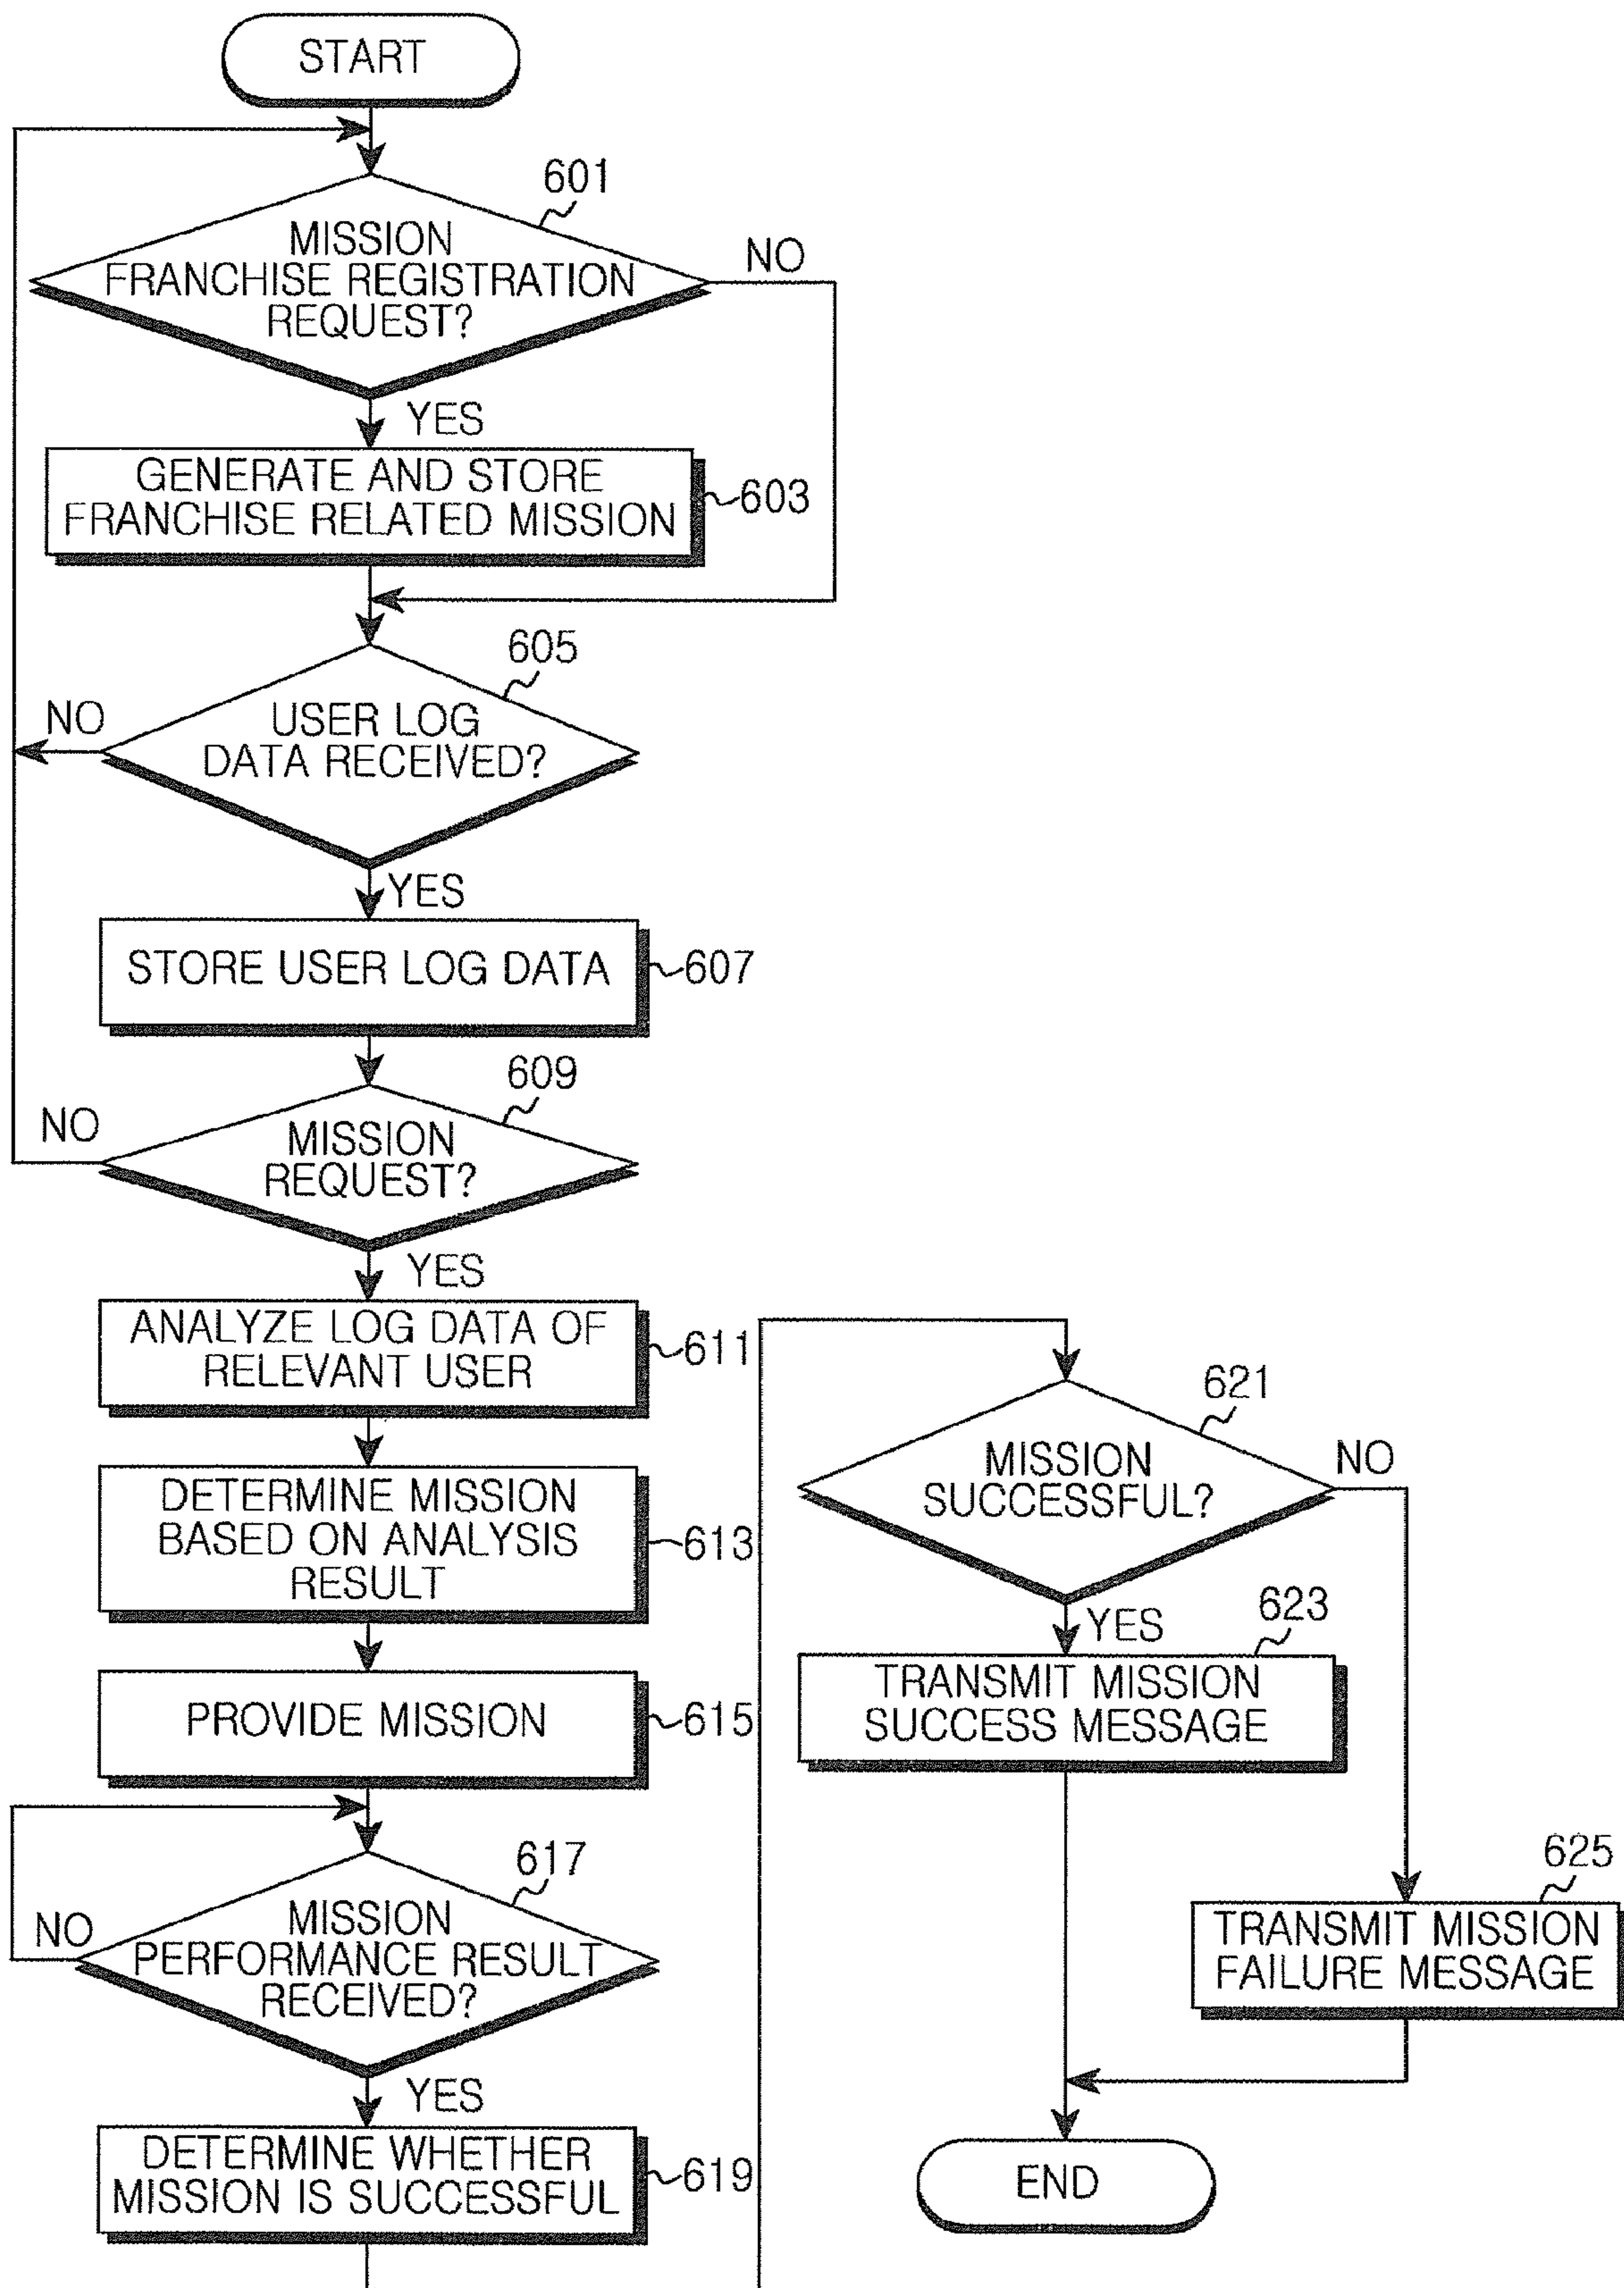 START
601
MISSION
FRANCHISE REGISTRATION
REQUEST?
NO
YES
GENERATE AND STORE
FRANCHISE RELATED MISSION
603
605
USER LOG
DATA RECEIVED?
NO
YES
STORE USER LOG DATA
607
609
MISSION
REQUEST?
NO
YES
ANALYZE LOG DATA OF
RELEVANT USER
611
DETERMINE MISSION
BASED ON ANALYSIS
RESULT
613
PROVIDE MISSION
615
617
MISSION
PERFORMANCE RESULT
RECEIVED?
NO
YES
DETERMINE WHETHER
MISSION IS SUCCESSFUL
619
621
MISSION
SUCCESSFUL?
NO
YES
623
TRANSMIT MISSION
SUCCESS MESSAGE
625
TRANSMIT MISSION
FAILURE MESSAGE
END